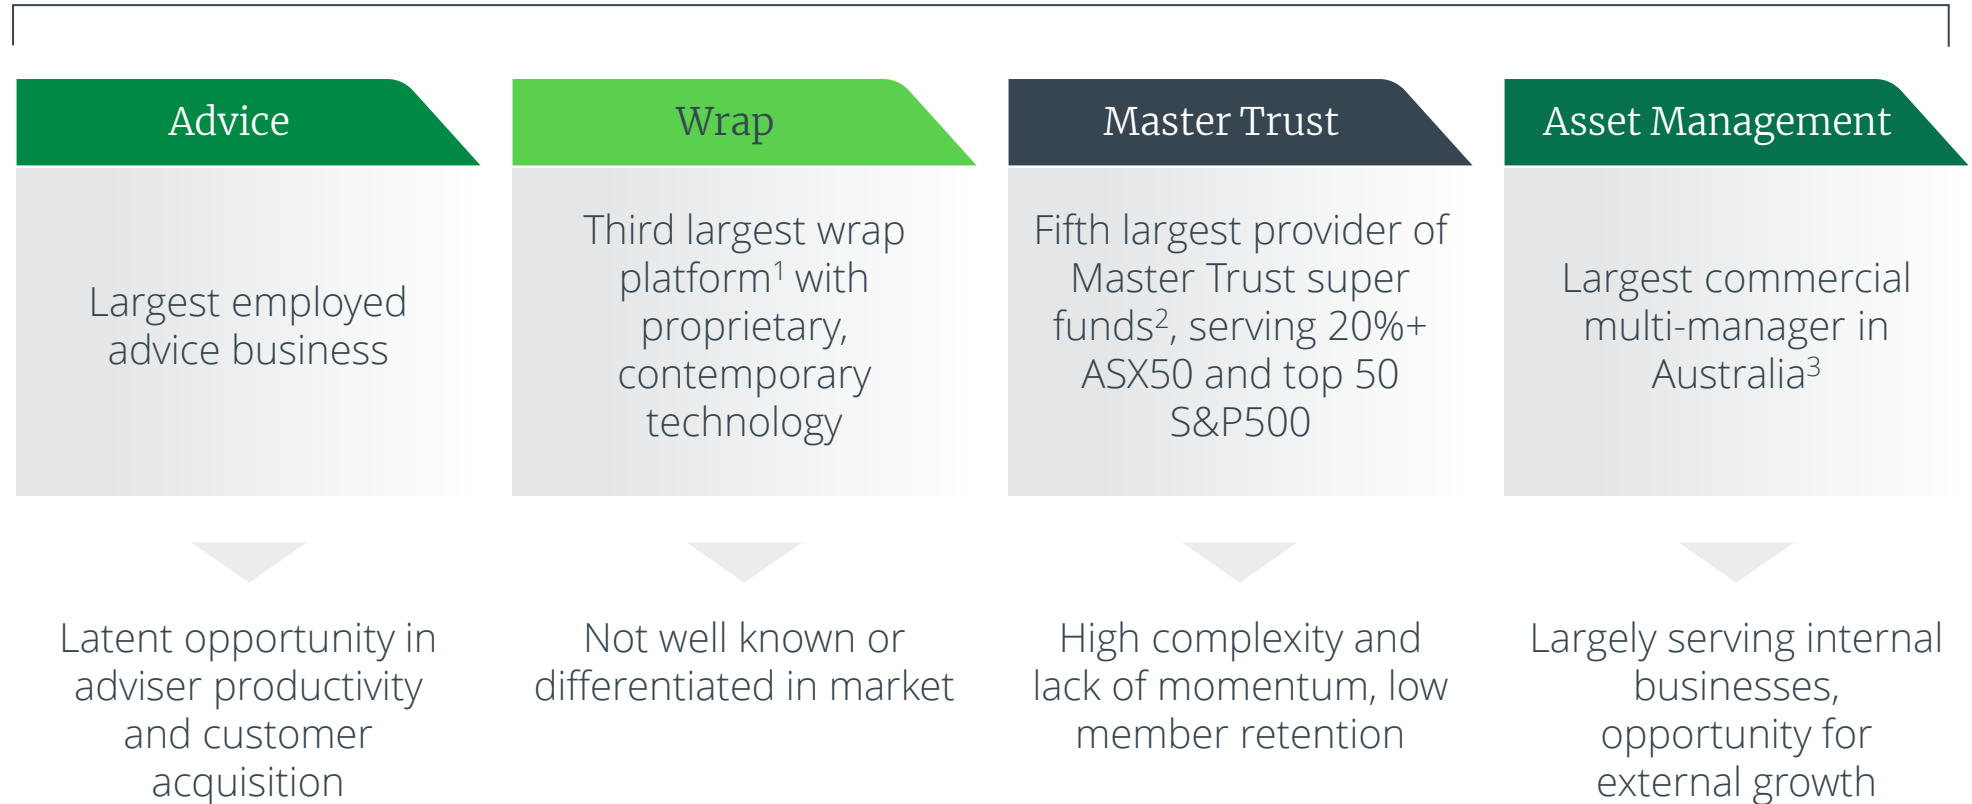 Advice
Largest employed
advice business
Latent opportunity in
adviser productivity
and customer
acquisition
Wrap
Third largest wrap
platform¹ with
proprietary,
contemporary
technology
Not well known or
differentiated in market
Master Trust
Fifth largest provider of
Master Trust super
funds², serving 20%+
ASX50 and top 50
S&P500
High complexity and
lack of momentum, low
member retention
Asset Management
Largest commercial
multi-manager in
Australia³
Largely serving internal
businesses,
opportunity for
external growth